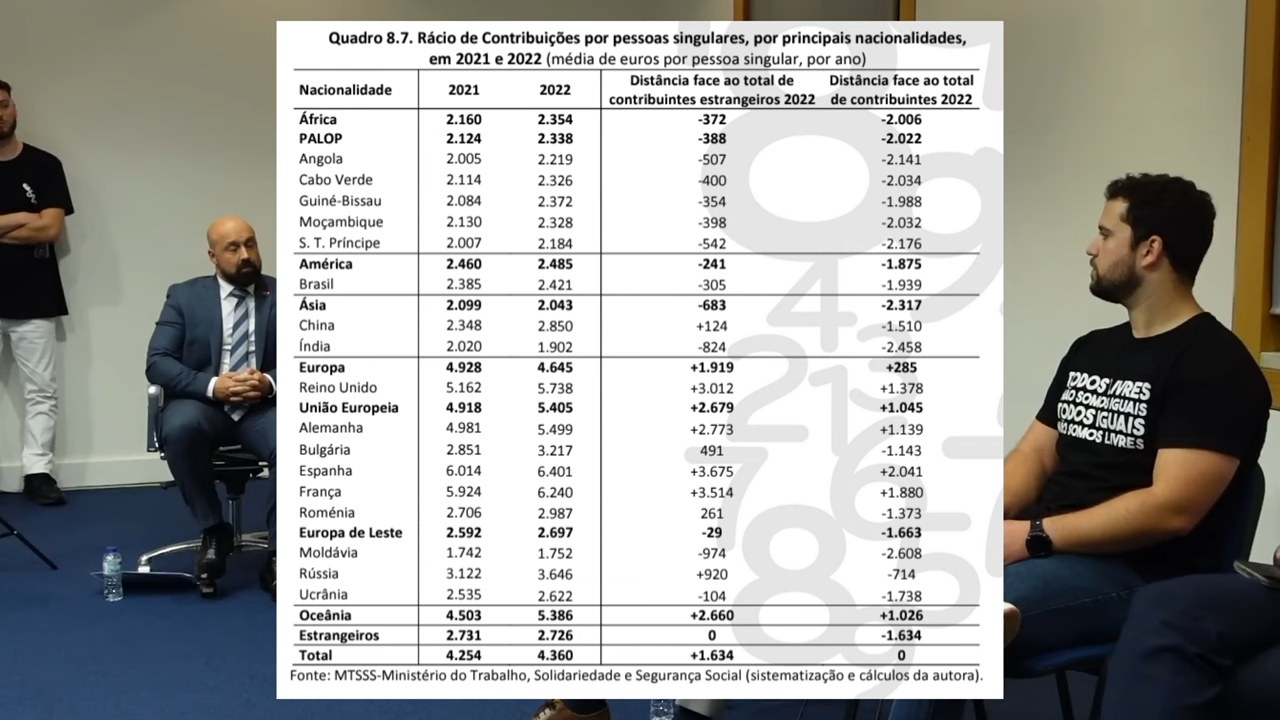 Quadro 8.7. Rácio de Contribuições por pessoas singulares, por principais nacionalidades,
em 2021 e 2022 (média de euros por pessoa singular, por ano)
Nacionalidade 2021 2022 Distância face ao total de contribuintes estrangeiros 2022 Distância face ao total de contribuintes 2022
África 2.160 2.354 -372 -2.006
PALOP 2.124 2.338 -388 -2.022
Angola 2.005 2.219 -507 -2.141
Cabo Verde 2.114 2.326 -400 -2.034
Guiné-Bissau 2.084 2.372 -354 -1.988
Moçambique 2.130 2.328 -398 -2.032
S. T. Príncipe 2.007 2.184 -542 -2.176
América 2.460 2.485 -241 -1.875
Brasil 2.385 2.421 -305 -1.939
Ásia 2.099 2.043 -683 -2.317
China 2.348 2.850 +124 -1.510
Índia 2.020 1.902 -824 -2.458
Europa 4.928 4.645 +1.919 +285
Reino Unido 5.162 5.738 +3.012 +1.378
União Europeia 4.918 5.405 +2.679 +1.045
Alemanha 4.981 5.499 +2.773 +1.139
Bulgária 2.851 3.217 491 -1.143
Espanha 6.014 6.401 +3.675 +2.041
França 5.924 6.240 +3.514 +1.880
Roménia 2.706 2.987 261 -1.373
Europa de Leste 2.592 2.697 -29 -1.663
Moldávia 1.742 1.752 -974 -2.608
Rússia 3.122 3.646 +920 -714
Ucrânia 2.535 2.622 -104 -1.738
Oceânia 4.503 5.386 +2.660 +1.026
Estrangeiros 2.731 2.726 0 -1.634
Total 4.254 4.360 +1.634 0
Fonte: MTSSS-Ministério do Trabalho, Solidariedade e Segurança Social (sistematização e cálculos da autora).
TODOS LIVRES
NÃO SOMOS IGUAIS
TODOS IGUAIS
NÃO SOMOS LIVRES